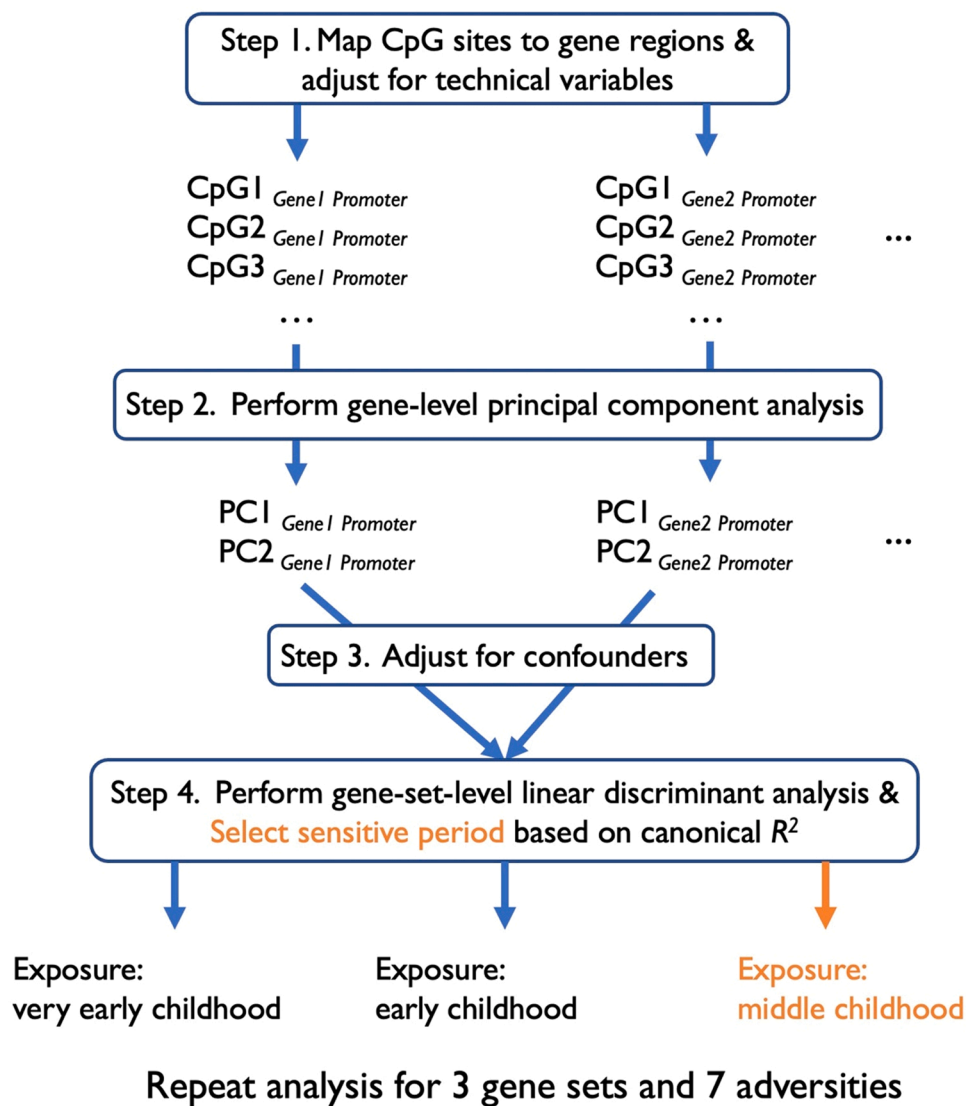 Step 1. Map CpG sites to gene regions &
adjust for technical variables
CpG1 Gene1 Promoter
CpG2 Gene1 Promoter
CpG3 Gene1 Promoter
...
CpG1 Gene2 Promoter
CpG2 Gene2 Promoter
CpG3 Gene2 Promoter
...
...
Step 2. Perform gene-level principal component analysis
PC1 Gene1 Promoter
PC2 Gene1 Promoter
PC1 Gene2 Promoter
PC2 Gene2 Promoter
...
Step 3. Adjust for confounders
Step 4. Perform gene-set-level linear discriminant analysis &
Select sensitive period based on canonical R²
Exposure:
very early childhood
Exposure:
early childhood
Exposure:
middle childhood
Repeat analysis for 3 gene sets and 7 adversities